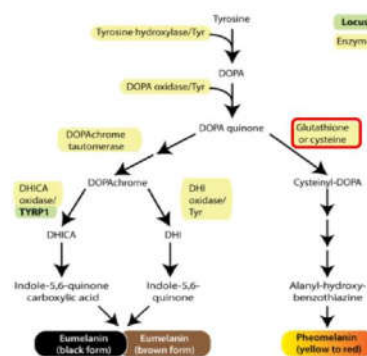 Tyrosine
Locus
Tyrosine hydroxylase/Tyr
Enzyme
DOPA
DOPA oxidase/Tyr
DOPA quinone
Glutathione
or cysteine
DOPAchrome
tautomerase
DOPAchrome
Cysteinyl-DOPA
DHICA
oxidase/
TYRP1
DHI
oxidase/
Tyr
DHICA
DHI
Indole-5,6-quinone
carboxylic acid
Indole-5,6-
quinone
Alanyl-hydroxy-
benzothiazine
Eumelanin
(black form)
Eumelanin
(brown form)
Pheomelanin
(yellow to red)